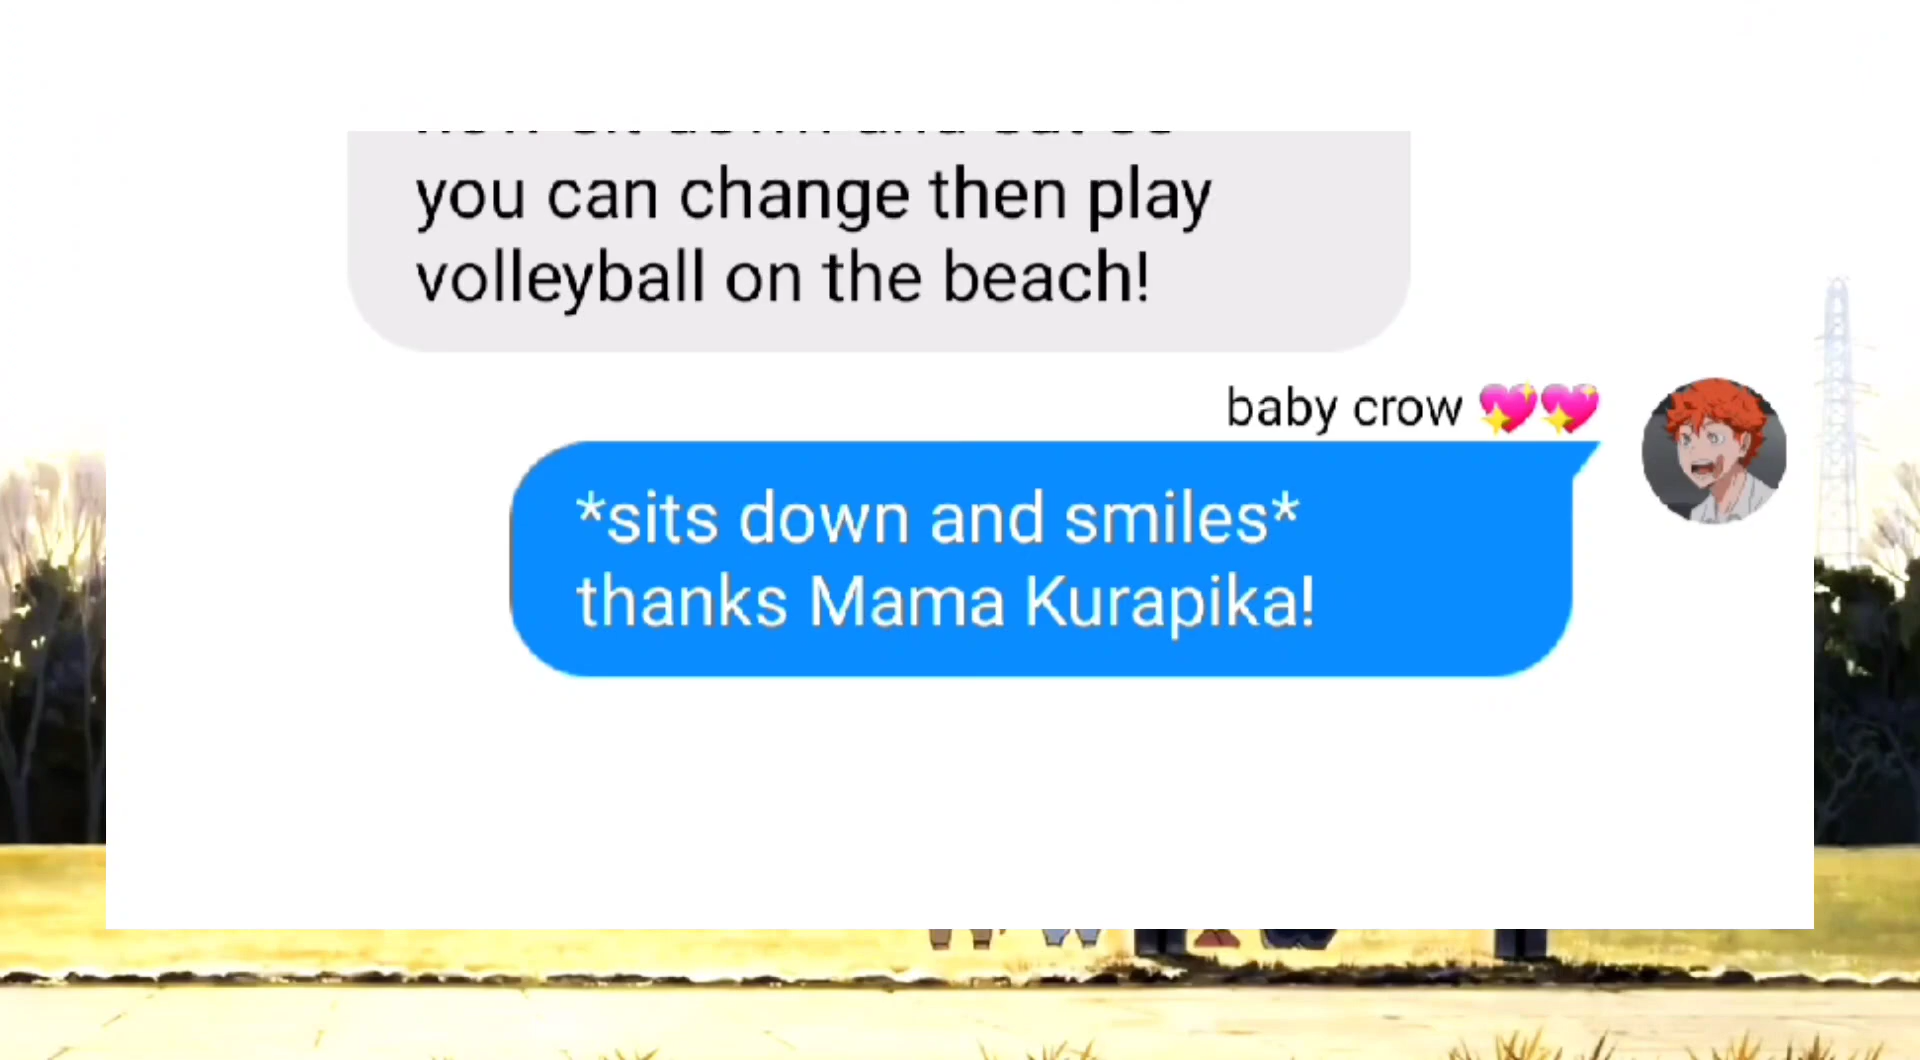 you can change then play
volleyball on the beach!
baby crow 💖💖
*sits down and smiles*
thanks Mama Kurapika!